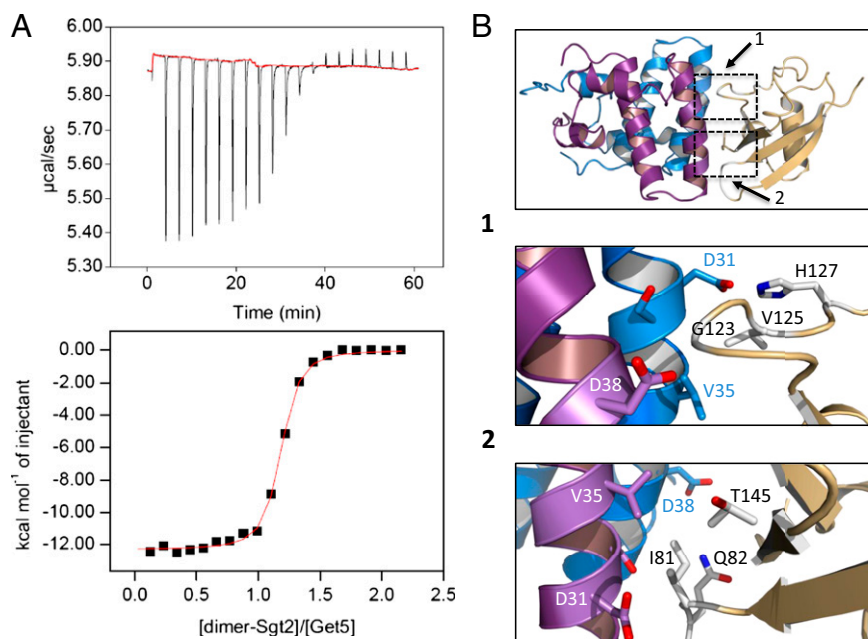 A
6.00
5.90
5.80
5.70
5.60
5.50
5.40
5.30
µcal/sec
0
20
40
60
Time (min)
0.00
-2.00
-4.00
-6.00
-8.00
-10.00
-12.00
kcal mol⁻¹ of injectant
0.0
0.5
1.0
1.5
2.0
2.5
[dimer-Sgt2]/[Get5]
B
1
2
1
D31
H127
G123
V125
D38
V35
2
V35
D38
T145
I81
Q82
D31